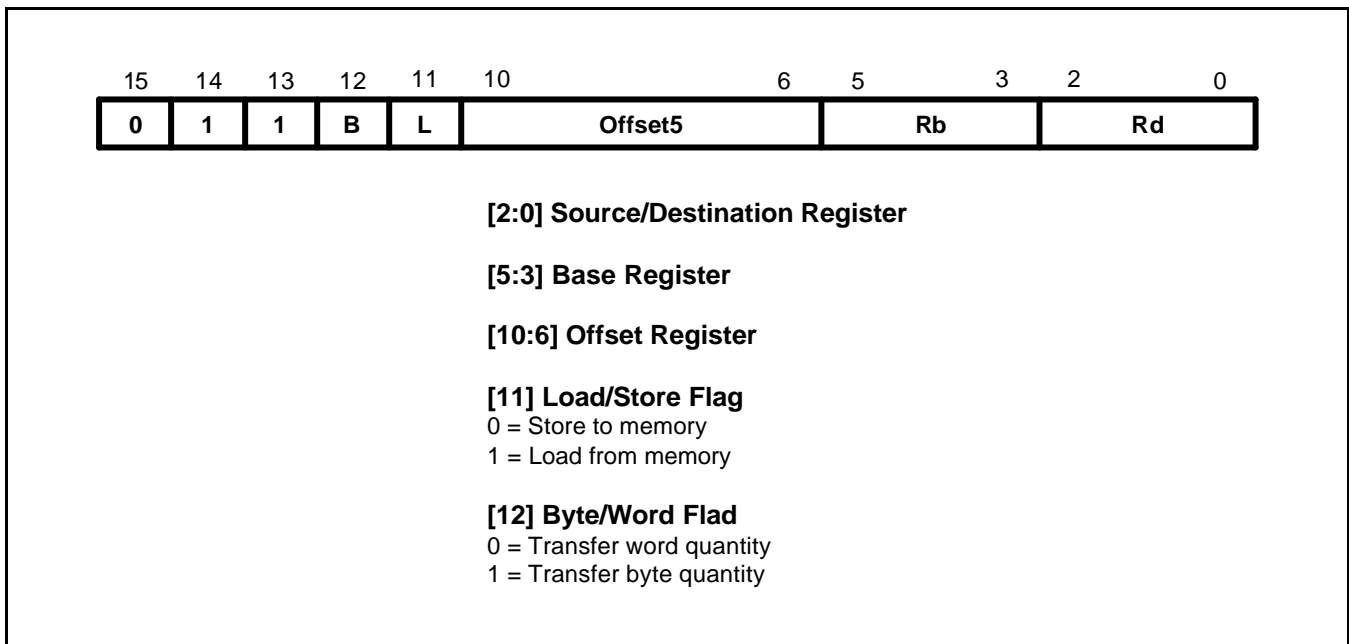 15 14 13 12 11 10 6 5 3 2 0
0 1 1 B L Offset5 Rb Rd
[2:0] Source/Destination Register
[5:3] Base Register
[10:6] Offset Register
[11] Load/Store Flag
0 = Store to memory
1 = Load from memory
[12] Byte/Word Flad
0 = Transfer word quantity
1 = Transfer byte quantity